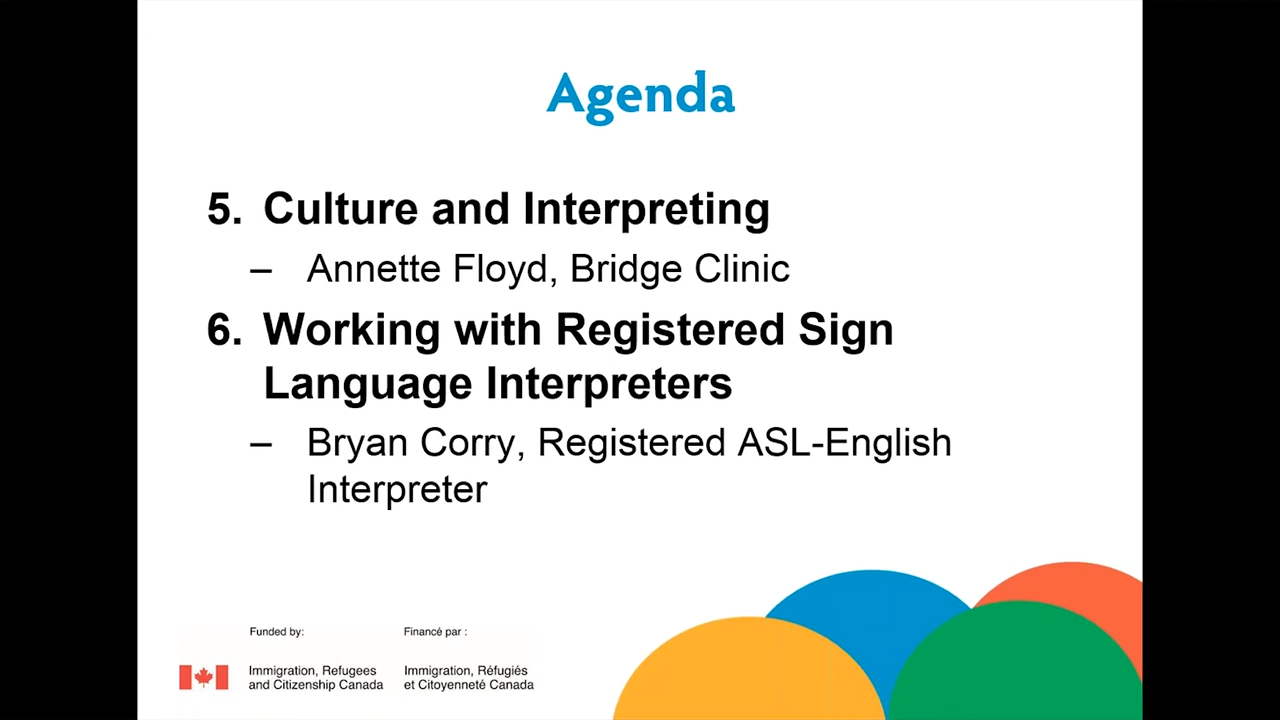 Agenda
5. Culture and Interpreting
– Annette Floyd, Bridge Clinic
6. Working with Registered Sign
Language Interpreters
– Bryan Corry, Registered ASL-English
Interpreter
Funded by:
Immigration, Refugees
and Citizenship Canada
Financé par :
Immigration, Réfugiés
et Citoyenneté Canada